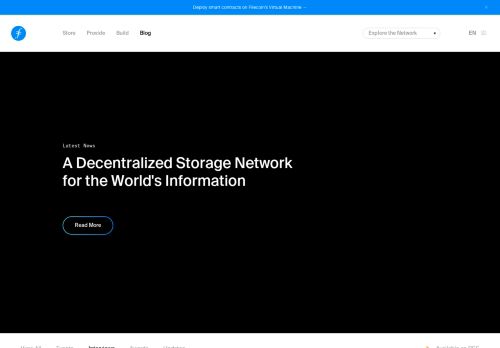 Deploy smart contracts on Filecoin's Virtual Machine →
Store Provide Build Blog
Explore the Network
EN
Latest News
A Decentralized Storage Network
for the World's Information
Read More